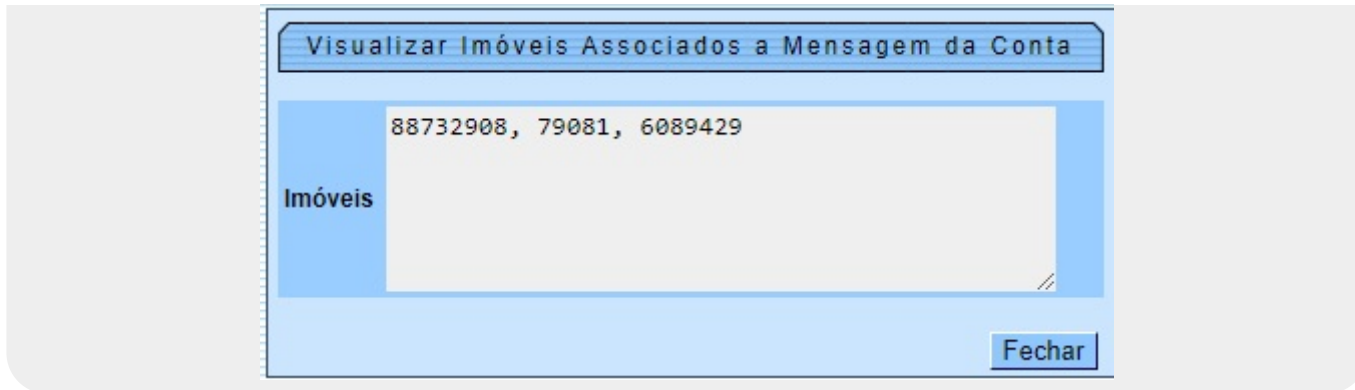 Visualizar Imóveis Associados a Mensagem da Conta
88732908, 79081, 6089429
Imóveis
Fechar